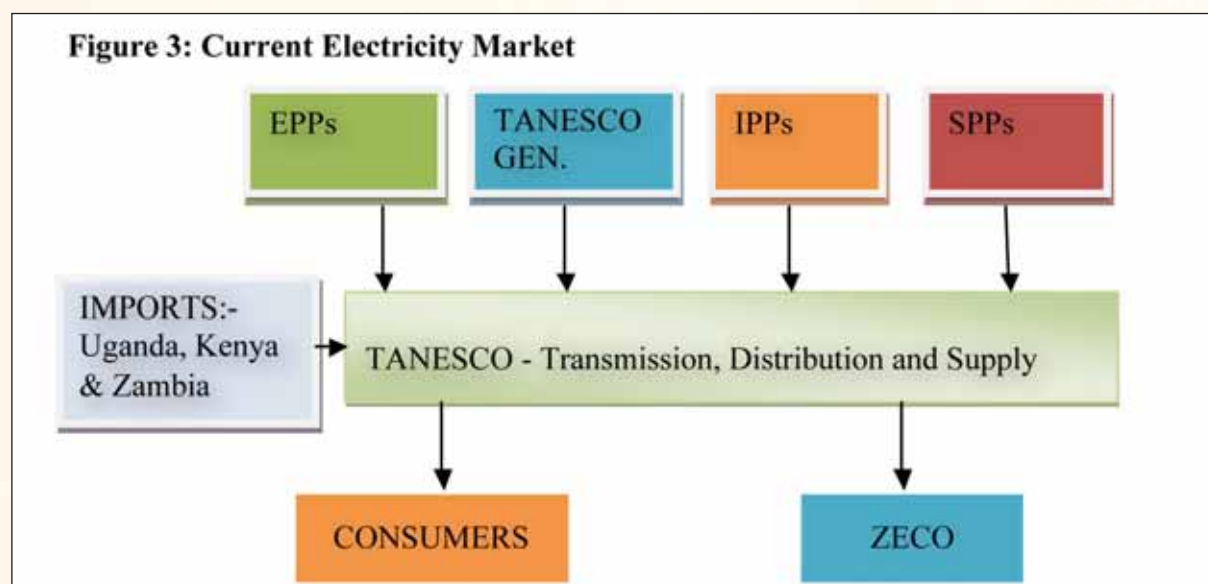 Figure 3: Current Electricity Market
EPPs
TANESCO
GEN.
IPPs
SPPs
IMPORTS:-
Uganda, Kenya
& Zambia
TANESCO - Transmission, Distribution and Supply
CONSUMERS
ZECO